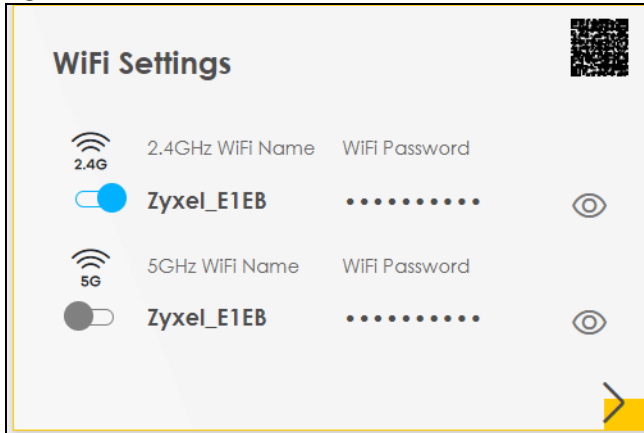 WiFi Settings
2.4G 2.4GHz WiFi Name WiFi Password
Zyxel_E1EB ••••••••••
5G 5GHz WiFi Name WiFi Password
Zyxel_E1EB ••••••••••